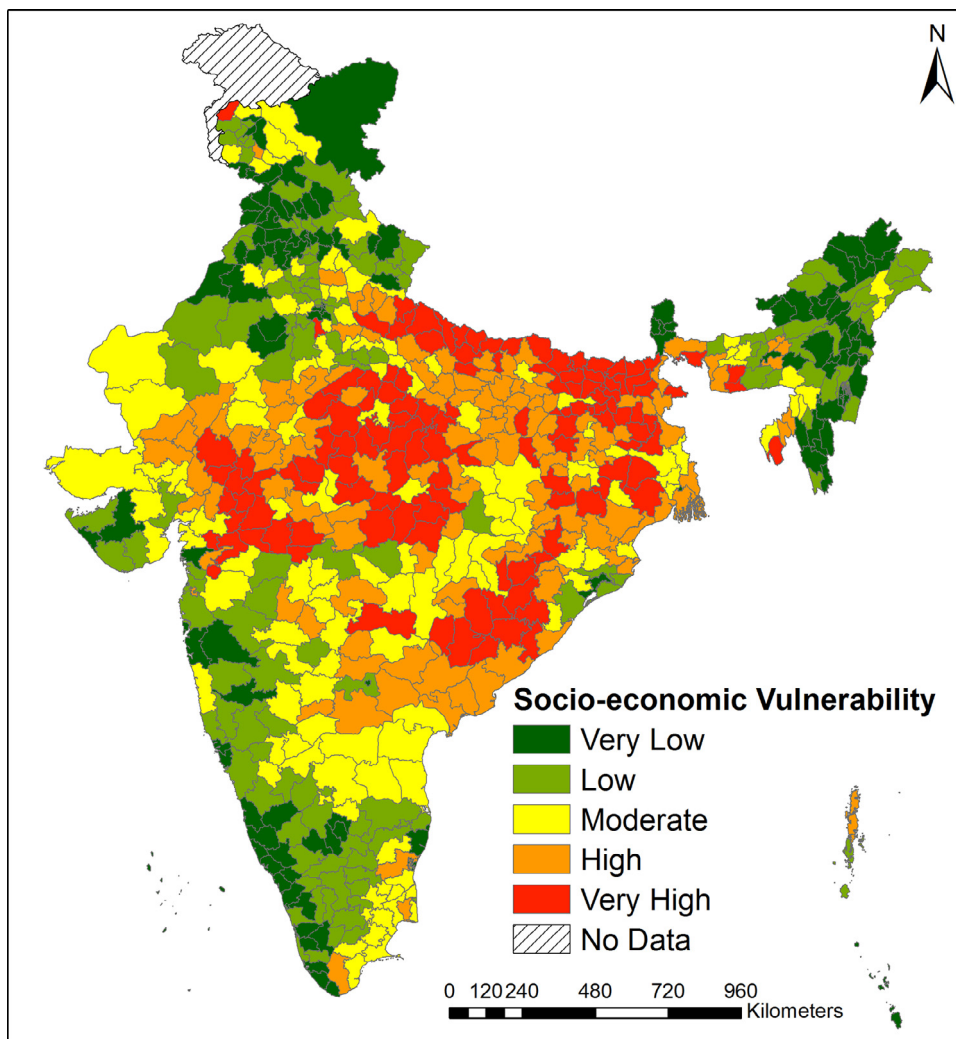 N
Socio-economic Vulnerability
Very Low
Low
Moderate
High
Very High
No Data
0 120 240 480 720 960
Kilometers